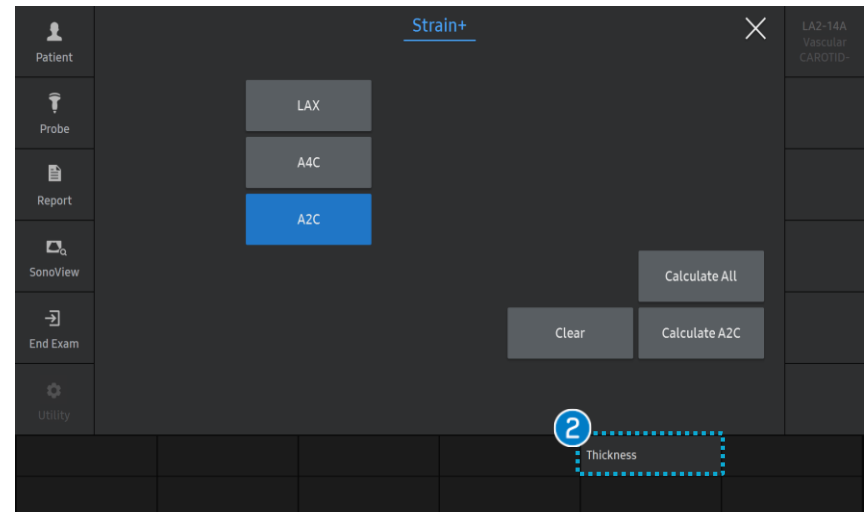 Patient
Probe
Report
SonoView
End Exam
Utility
Strain+
LAX
A4C
A2C
Calculate All
Clear
Calculate A2C
LA2-14A
Vascular
CAROTID-
2
Thickness